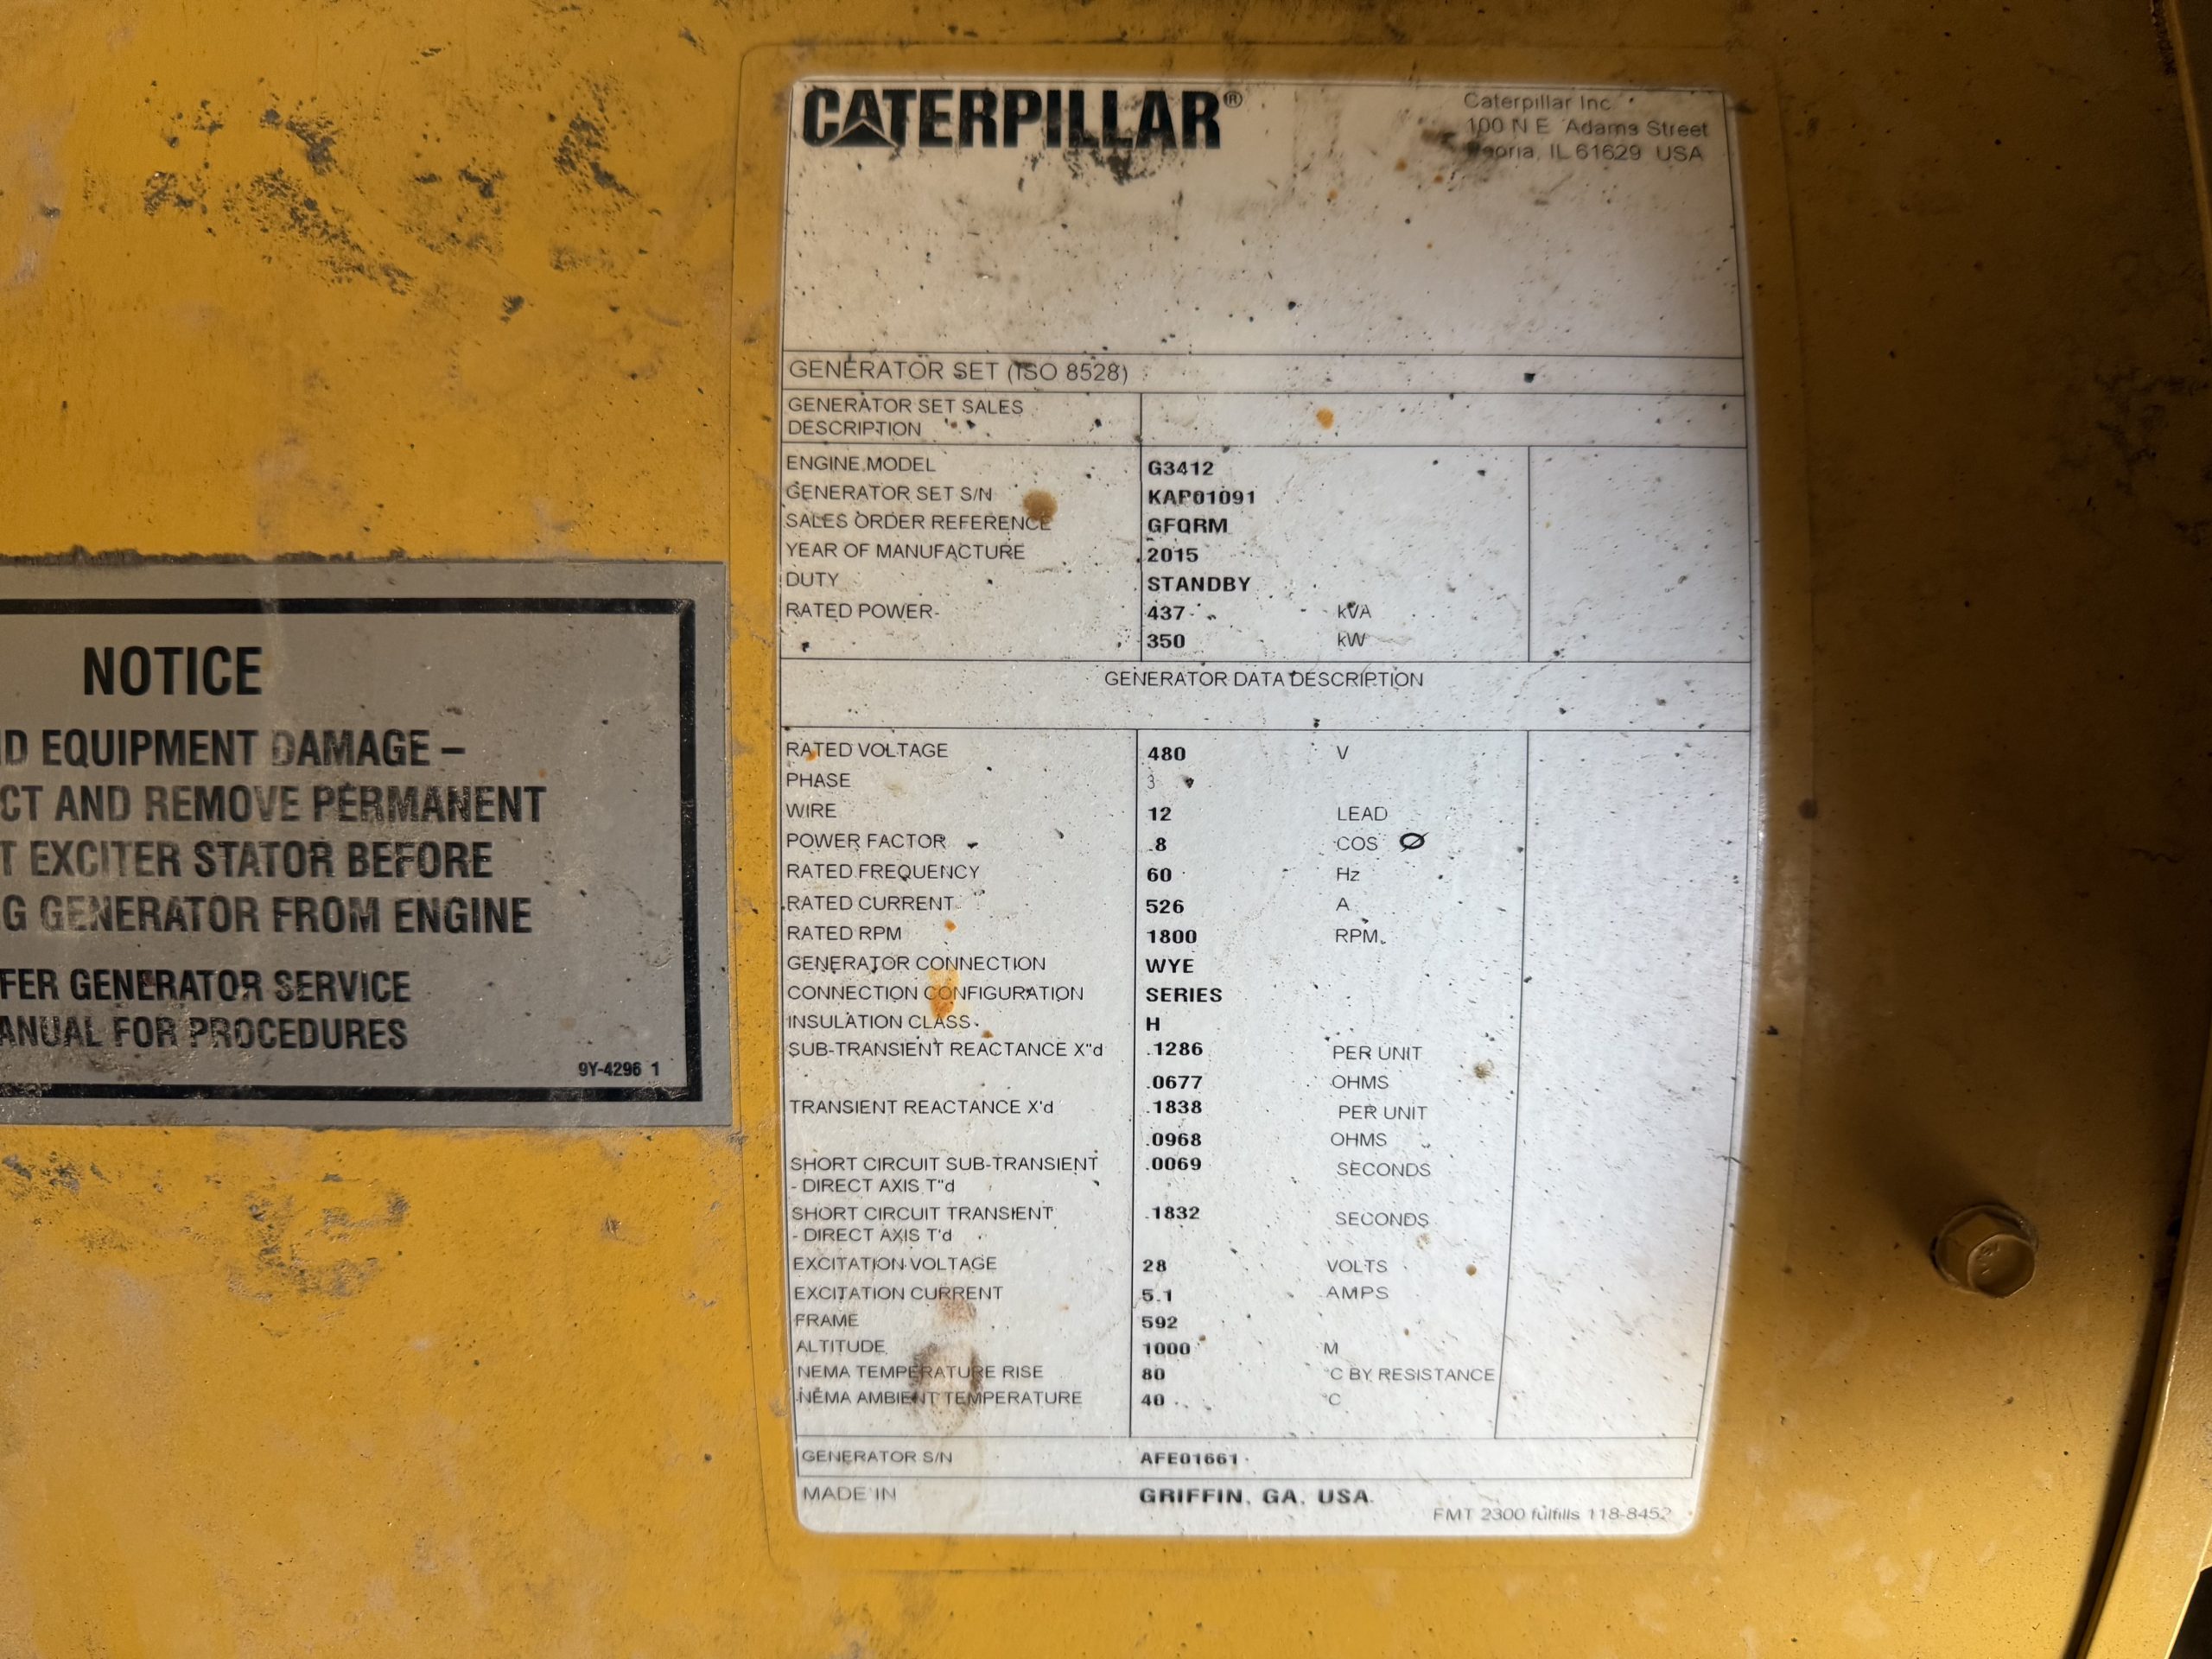 CATERPILLAR®
Caterpillar Inc
100 N E Adams Street
Peoria, IL 61629 USA
GENERATOR SET (ISO 8528)
GENERATOR SET SALES
DESCRIPTION
ENGINE MODEL G3412
GENERATOR SET S/N KAP01091
SALES ORDER REFERENCE GFQRM
YEAR OF MANUFACTURE 2015
DUTY STANDBY
RATED POWER 437 kVA
350 kW
GENERATOR DATA DESCRIPTION
RATED VOLTAGE 480 V
PHASE 3
WIRE 12 LEAD
POWER FACTOR .8 COS Ø
RATED FREQUENCY 60 Hz
RATED CURRENT 526 A
RATED RPM 1800 RPM
GENERATOR CONNECTION WYE
CONNECTION CONFIGURATION SERIES
INSULATION CLASS H
SUB-TRANSIENT REACTANCE X"d .1286 PER UNIT
.0677 OHMS
TRANSIENT REACTANCE X'd .1838 PER UNIT
.0968 OHMS
SHORT CIRCUIT SUB-TRANSIENT .0069 SECONDS
- DIRECT AXIS T"d
SHORT CIRCUIT TRANSIENT .1832 SECONDS
- DIRECT AXIS T'd
EXCITATION VOLTAGE 28 VOLTS
EXCITATION CURRENT 5.1 AMPS
FRAME 592
ALTITUDE 1000 M
NEMA TEMPERATURE RISE 80 °C BY RESISTANCE
NEMA AMBIENT TEMPERATURE 40 °C
GENERATOR S/N AFE01661
MADE IN GRIFFIN, GA, USA
FMT 2300 fulfills 118-8452
NOTICE
D EQUIPMENT DAMAGE –
CT AND REMOVE PERMANENT
T EXCITER STATOR BEFORE
G GENERATOR FROM ENGINE
FER GENERATOR SERVICE
ANUAL FOR PROCEDURES
9Y-4296 1